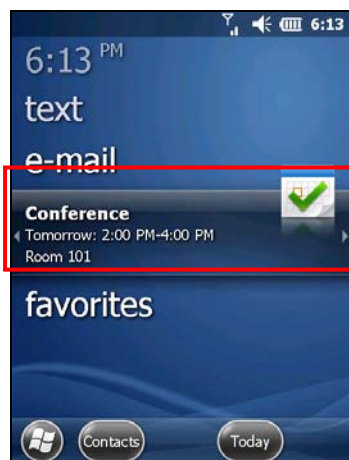 6:13
6:13 PM
text
e-mail
Conference
Tomorrow: 2:00 PM-4:00 PM
Room 101
favorites
Contacts
Today